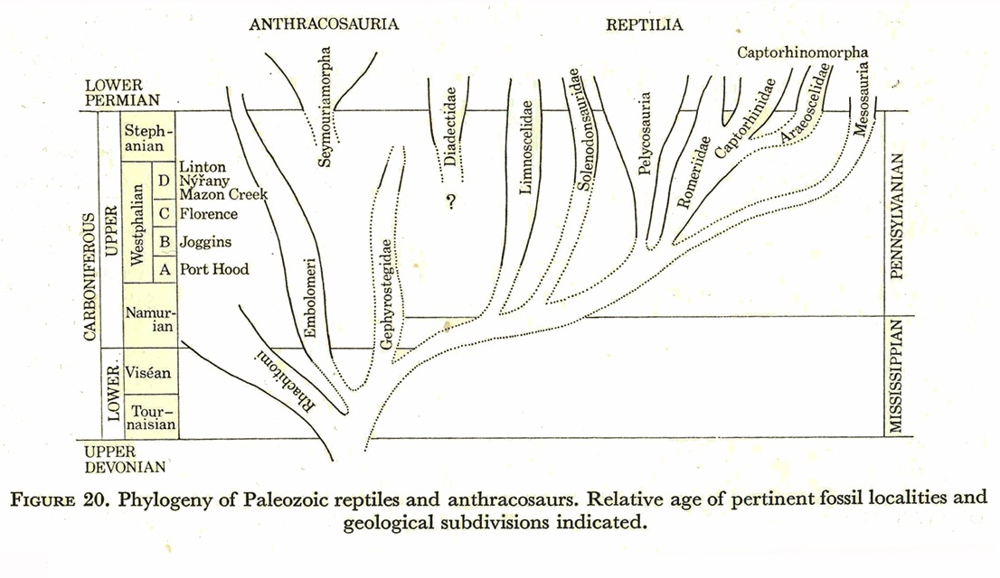 ANTHRACOSAURIA
REPTILIA
Captorhinomorpha
LOWER
PERMIAN
Seymouriamorpha
Diadectidae
Limnoscelidae
Solenodonsauridae
Pelycosauria
Romeriidae
Captorhinidae
Araeoscelidae
Mesosauria
CARBONIFEROUS
UPPER
LOWER
Steph-
anian
Westphalian
D
C
B
A
Linton
Nýřany
Mazon Creek
Florence
Joggins
Port Hood
Namur-
ian
Viséan
Tour-
naisian
Embolomeri
Gephyrostegidae
Rhachitomi
?
PENNSYLVANIAN
MISSISSIPPIAN
UPPER
DEVONIAN
FIGURE 20. Phylogeny of Paleozoic reptiles and anthracosaurs. Relative age of pertinent fossil localities and
geological subdivisions indicated.